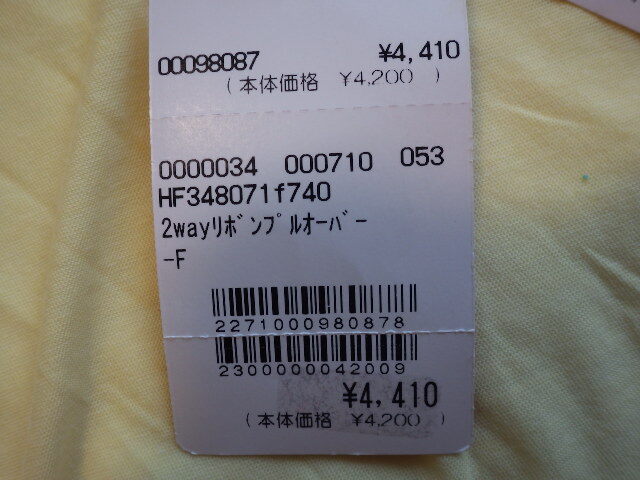 00098087 ¥4,410
(本体価格 ¥4,200 )
0000034 000710 053
HF348071f740
2wayﾘﾎﾞﾝﾌﾟﾙｵｰﾊﾞｰ
-F
2271000980878
2300000042009
¥4,410
(本体価格 ¥4,200 )